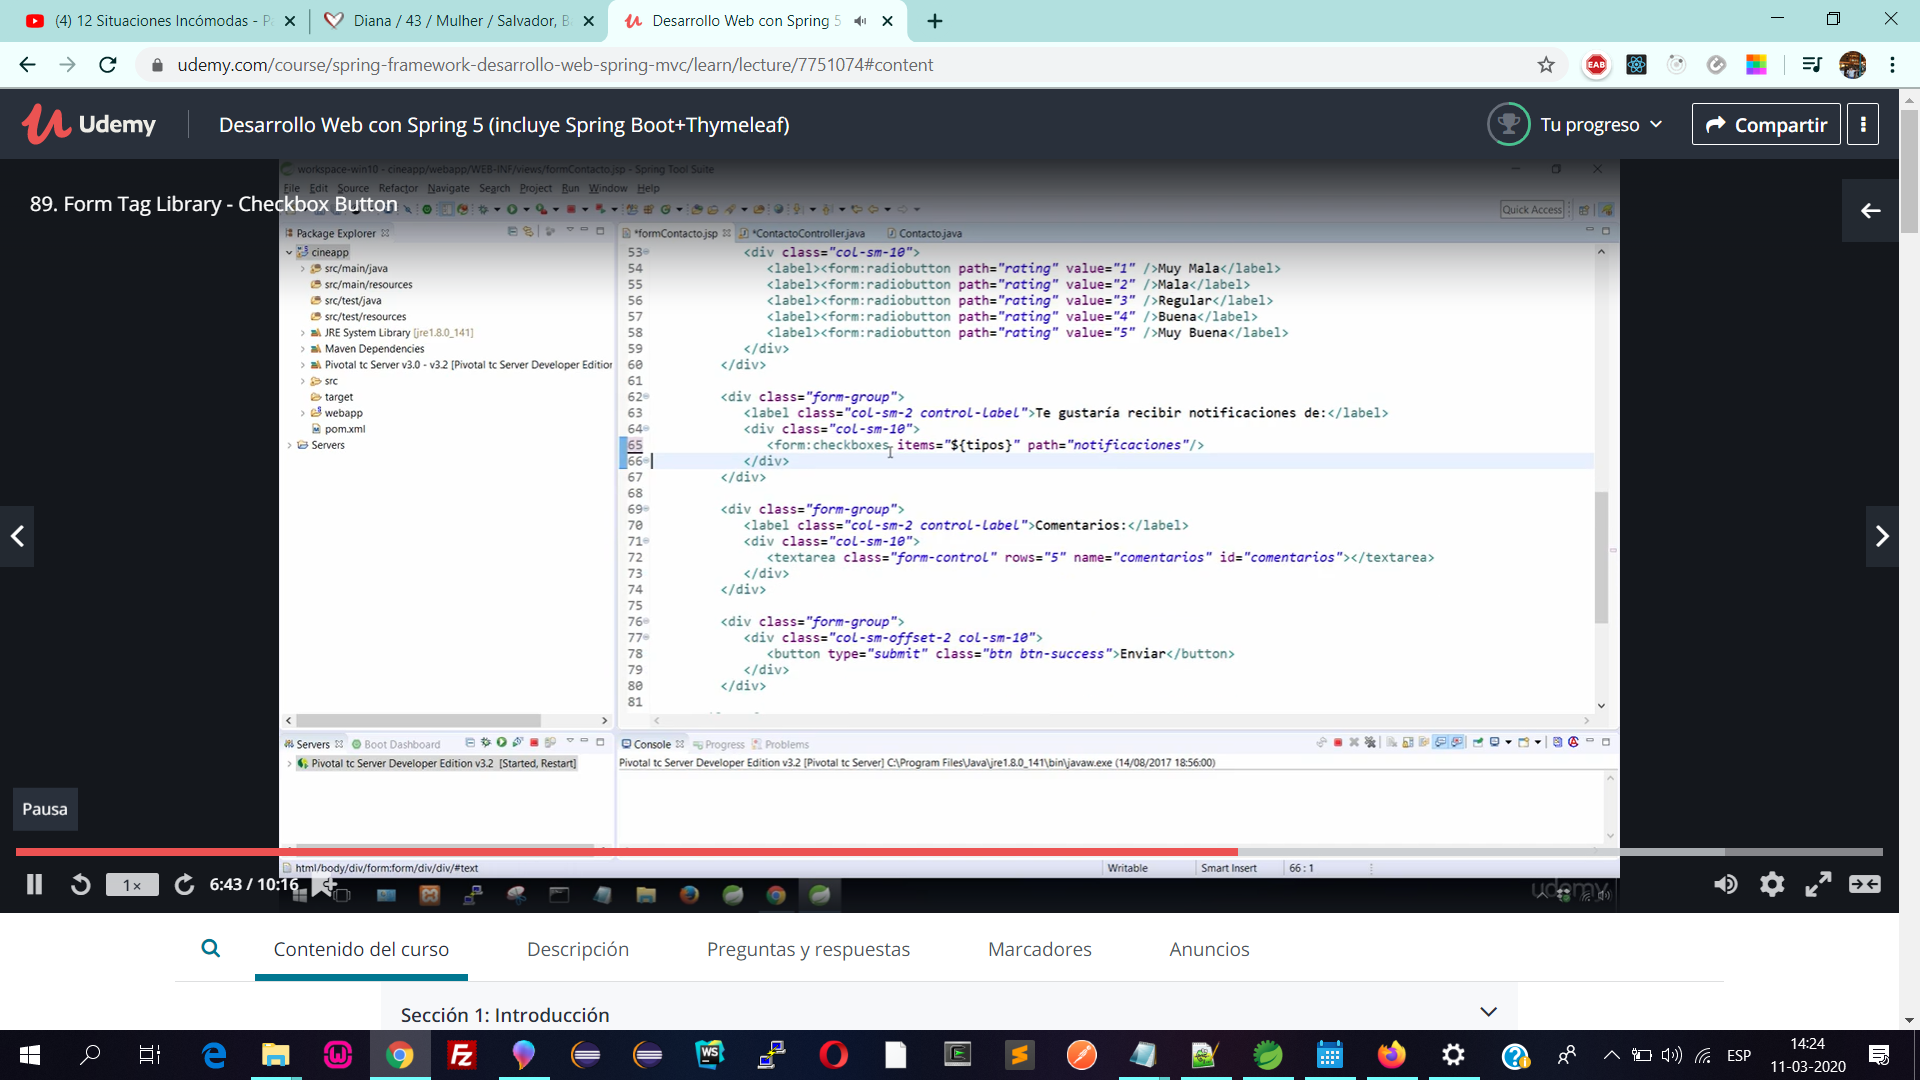 (4) 12 Situaciones Incómodas - Pa
Diana / 43 / Mulher / Salvador, B
Desarrollo Web con Spring 5
udemy.com/course/spring-framework-desarrollo-web-spring-mvc/learn/lecture/7751074#content
EAB
Udemy
Desarrollo Web con Spring 5 (incluye Spring Boot+Thymeleaf)
Tu progreso
Compartir
workspace-win10 - cineapp/webapp/WEB-INF/views/formContacto.jsp - Spring Tool Suite
File Edit Source Refactor Navigate Search Project Run Window Help
89. Form Tag Library - Checkbox Button
Quick Access
Package Explorer
*formContacto.jsp
*ContactoController.java
Contacto.java
cineapp
src/main/java
src/main/resources
src/test/java
src/test/resources
JRE System Library [jre1.8.0_141]
Maven Dependencies
Pivotal tc Server v3.0 - v3.2 [Pivotal tc Server Developer Edition
src
target
webapp
pom.xml
Servers
53 <div class="col-sm-10">
54 <label><form:radiobutton path="rating" value="1" />Muy Mala</label>
55 <label><form:radiobutton path="rating" value="2" />Mala</label>
56 <label><form:radiobutton path="rating" value="3" />Regular</label>
57 <label><form:radiobutton path="rating" value="4" />Buena</label>
58 <label><form:radiobutton path="rating" value="5" />Muy Buena</label>
59 </div>
60 </div>
61
62 <div class="form-group">
63 <label class="col-sm-2 control-label">Te gustaría recibir notificaciones de:</label>
64 <div class="col-sm-10">
65 <form:checkboxes items="${tipos}" path="notificaciones"/>
66 </div>
67 </div>
68
69 <div class="form-group">
70 <label class="col-sm-2 control-label">Comentarios:</label>
71 <div class="col-sm-10">
72 <textarea class="form-control" rows="5" name="comentarios" id="comentarios"></textarea>
73 </div>
74 </div>
75
76 <div class="form-group">
77 <div class="col-sm-offset-2 col-sm-10">
78 <button type="submit" class="btn btn-success">Enviar</button>
79 </div>
80 </div>
81
Servers
Boot Dashboard
Console
Progress
Problems
Pivotal tc Server Developer Edition v3.2 [Started, Restart]
Pivotal tc Server Developer Edition v3.2 [Pivotal tc Server] C:\Program Files\Java\jre1.8.0_141\bin\javaw.exe (14/08/2017 18:56:00)
Pausa
html/body/div/form:form/div/div/#text
Writable
Smart Insert
66 : 1
1×
6:43 / 10:16
udemy
Contenido del curso
Descripción
Preguntas y respuestas
Marcadores
Anuncios
Sección 1: Introducción
ESP
14:24
11-03-2020